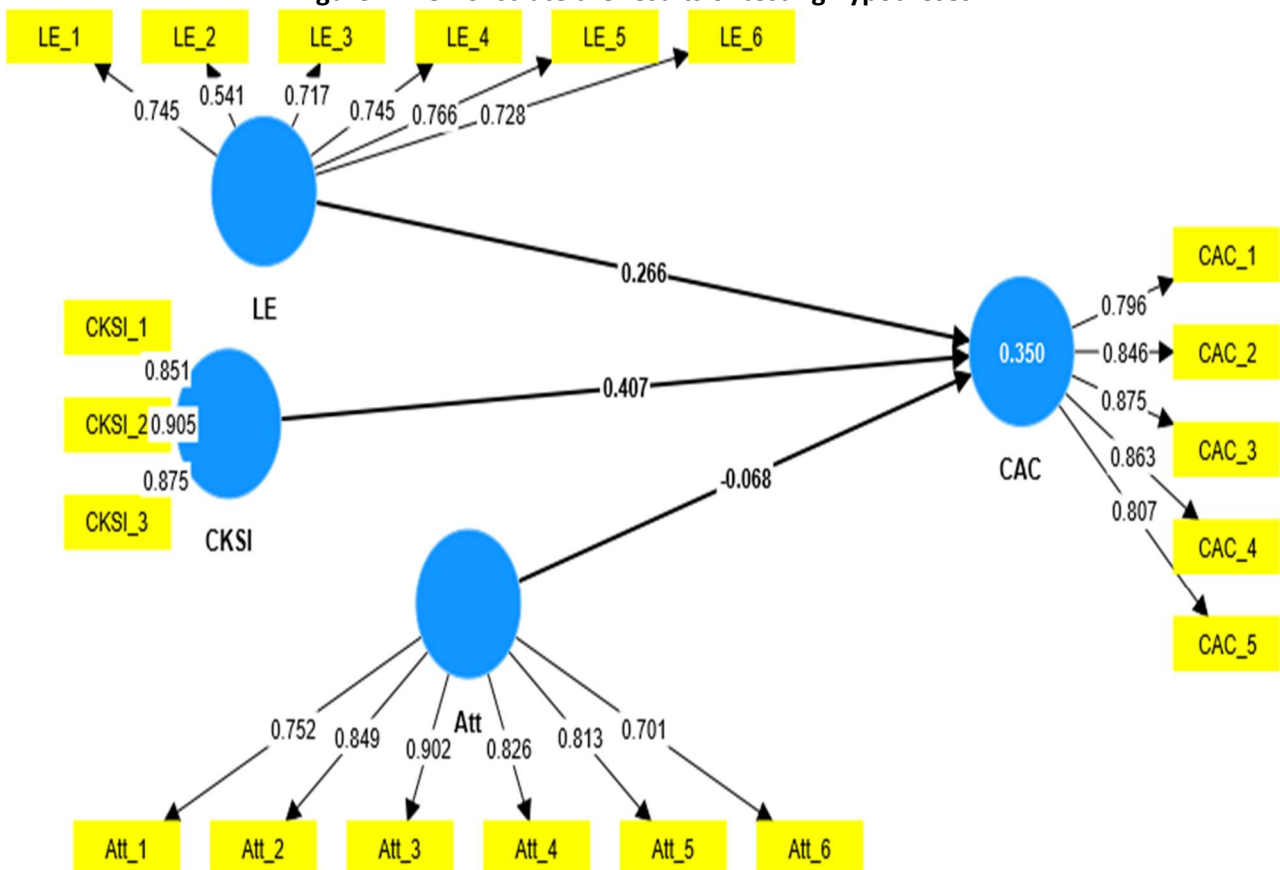 LE_1 LE_2 LE_3 LE_4 LE_5 LE_6
0.745 0.541 0.717 0.745 0.766 0.728
LE
0.266
CKSI_1
0.851
CKSI_2 0.905
0.875
CKSI_3
CKSI
0.407
-0.068
0.350
CAC
CAC_1
0.796
CAC_2
0.846
0.875
CAC_3
0.863
CAC_4
0.807
CAC_5
Att
0.752 0.849 0.902 0.826 0.813 0.701
Att_1 Att_2 Att_3 Att_4 Att_5 Att_6